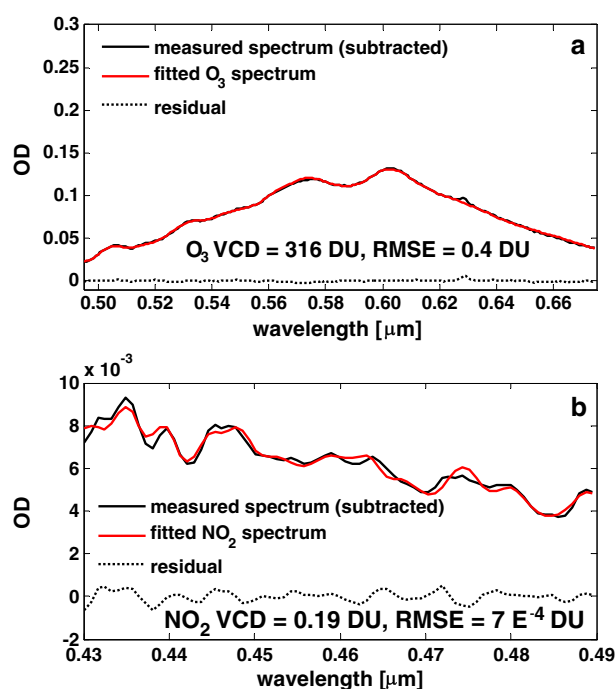 0.3
0.25
0.2
0.15
0.1
0.05
0
OD
measured spectrum (subtracted)
fitted O3 spectrum
residual
a
O3 VCD = 316 DU, RMSE = 0.4 DU
0.50 0.52 0.54 0.56 0.58 0.60 0.62 0.64 0.66
wavelength [μm]
x 10-3
10
8
6
4
2
0
-2
OD
b
measured spectrum (subtracted)
fitted NO2 spectrum
residual
NO2 VCD = 0.19 DU, RMSE = 7 E-4 DU
0.43 0.44 0.45 0.46 0.47 0.48 0.49
wavelength [μm]